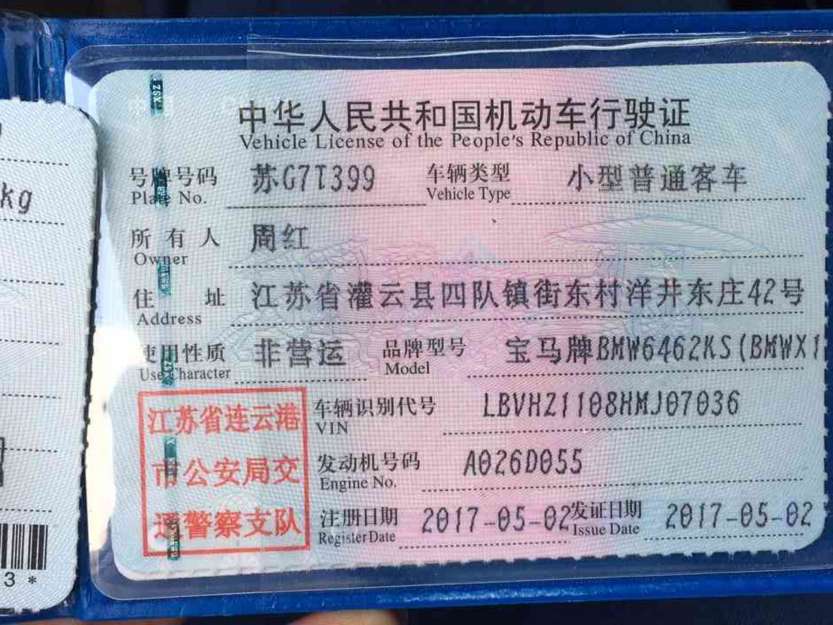 kg
3*
中华人民共和国机动车行驶证
Vehicle License of the People's Republic of China
号牌号码 苏G7T399 车辆类型 小型普通客车
Plate No. Vehicle Type
所有人 周红
Owner
住址 江苏省灌云县四队镇街东村洋井东庄42号
Address
使用性质 非营运 品牌型号 宝马牌BMW6462KS(BMWX1
Use Character Model
江苏省连云港
市公安局交
通警察支队
车辆识别代号 LBVHZ1108HMJ07036
VIN
发动机号码 A026D055
Engine No.
注册日期 2017-05-02 发证日期 2017-05-02
Register Date Issue Date